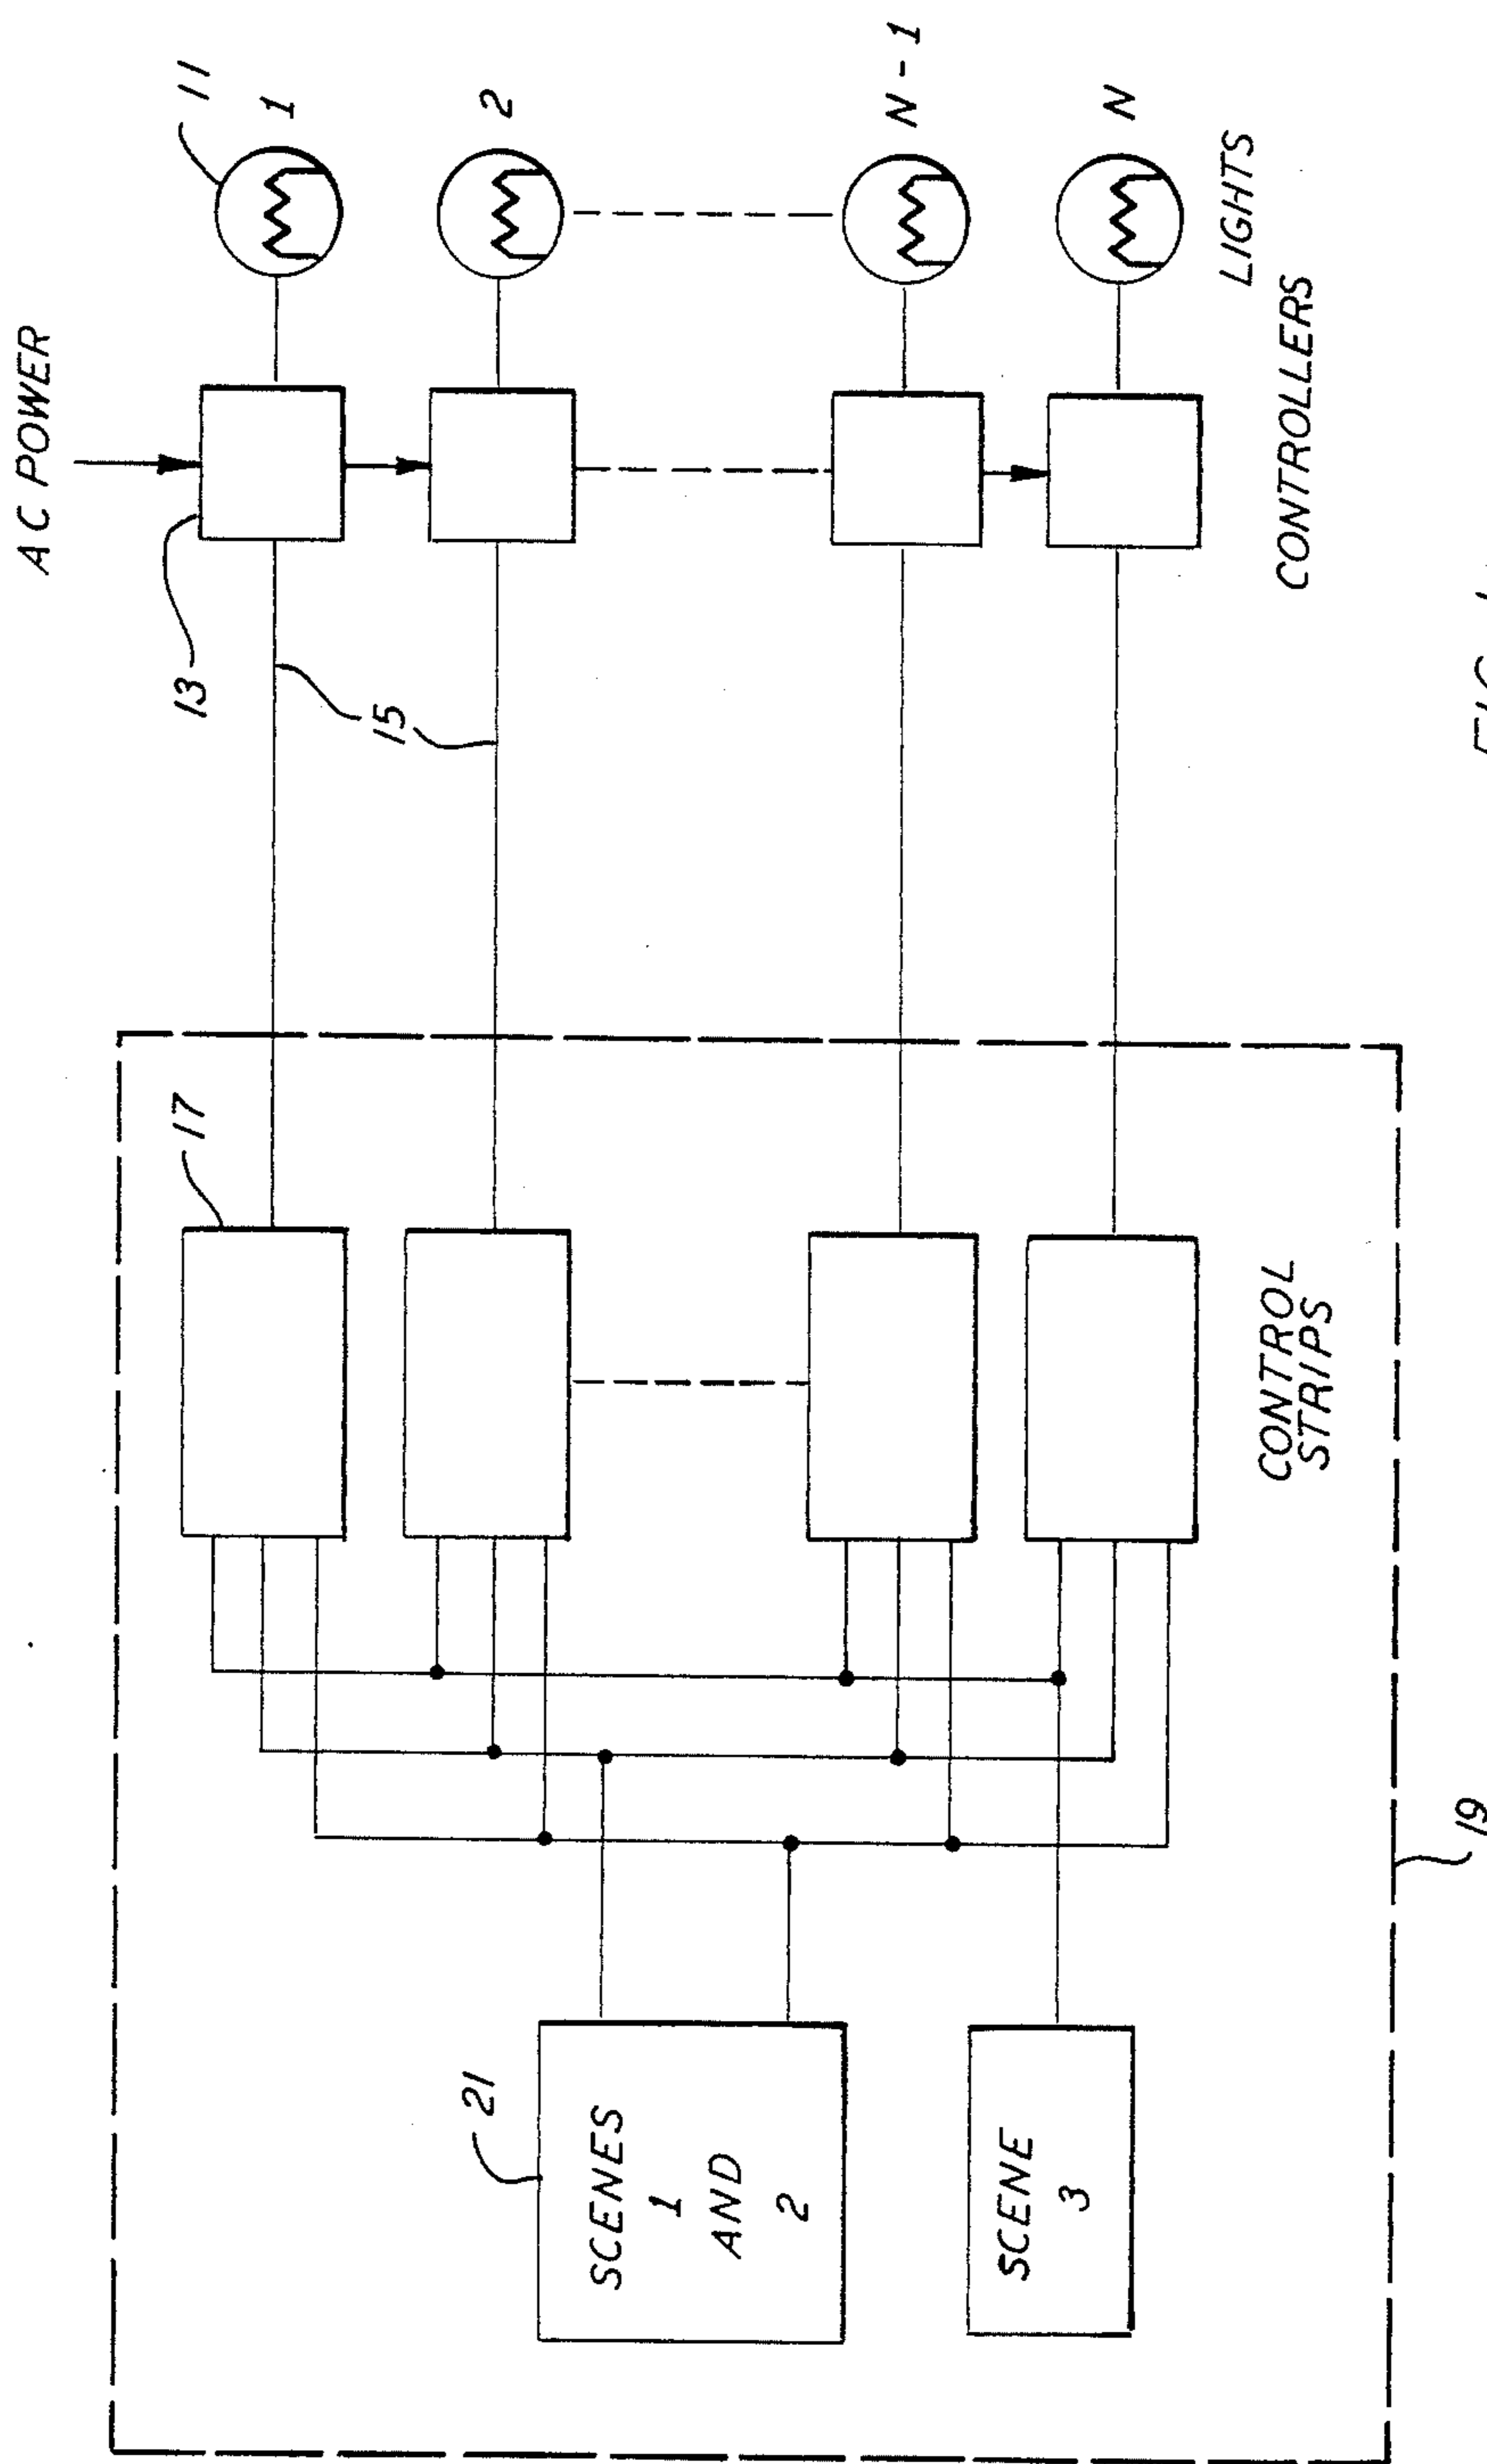 AC POWER
11
1
2
N-1
N
LIGHTS
13
15
CONTROLLERS
17
CONTROL
STRIPS
21
SCENES
1
AND
2
SCENE
3
19